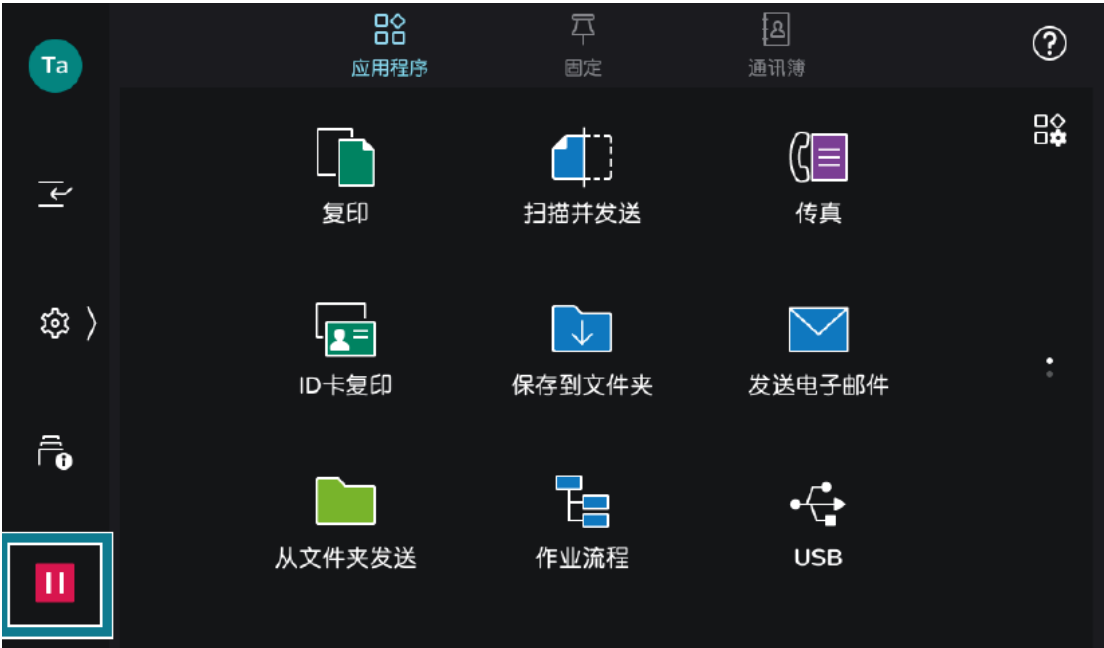 Ta
应用程序
固定
通讯簿
复印
扫描并发送
传真
ID卡复印
保存到文件夹
发送电子邮件
从文件夹发送
作业流程
USB